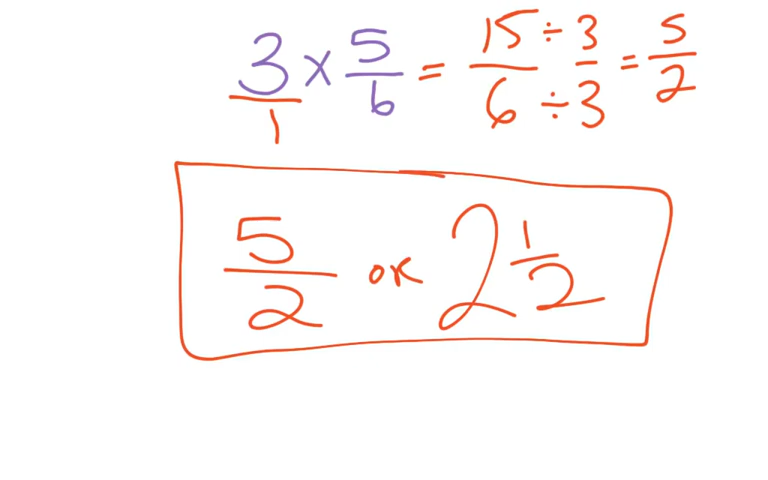 3/1 × 5/6 = 15/6 ÷ 3/3 = 5/2
5/2 or 2 1/2